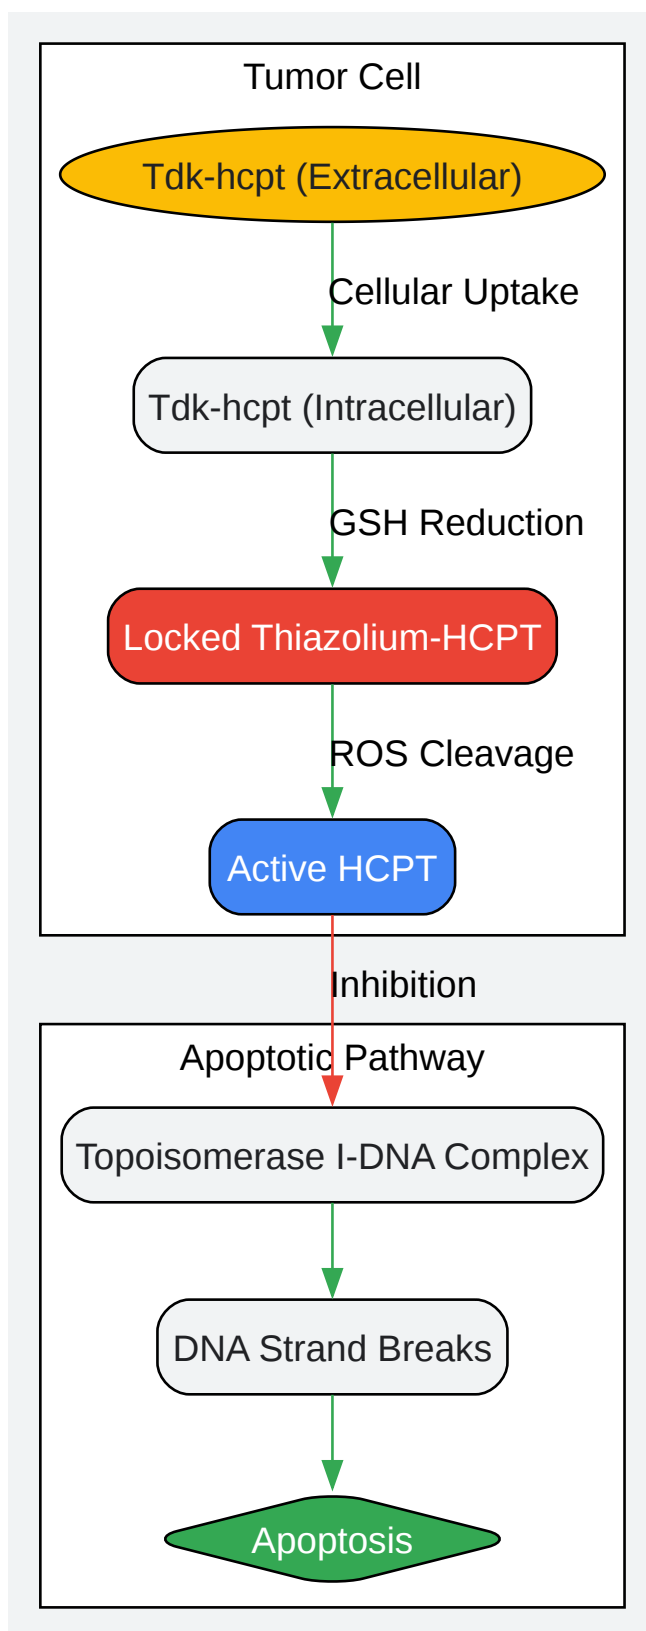 Tumor Cell
Tdk-hcpt (Extracellular)
Cellular Uptake
Tdk-hcpt (Intracellular)
GSH Reduction
Locked Thiazolium-HCPT
ROS Cleavage
Active HCPT
Inhibition
Apoptotic Pathway
Topoisomerase I-DNA Complex
DNA Strand Breaks
Apoptosis